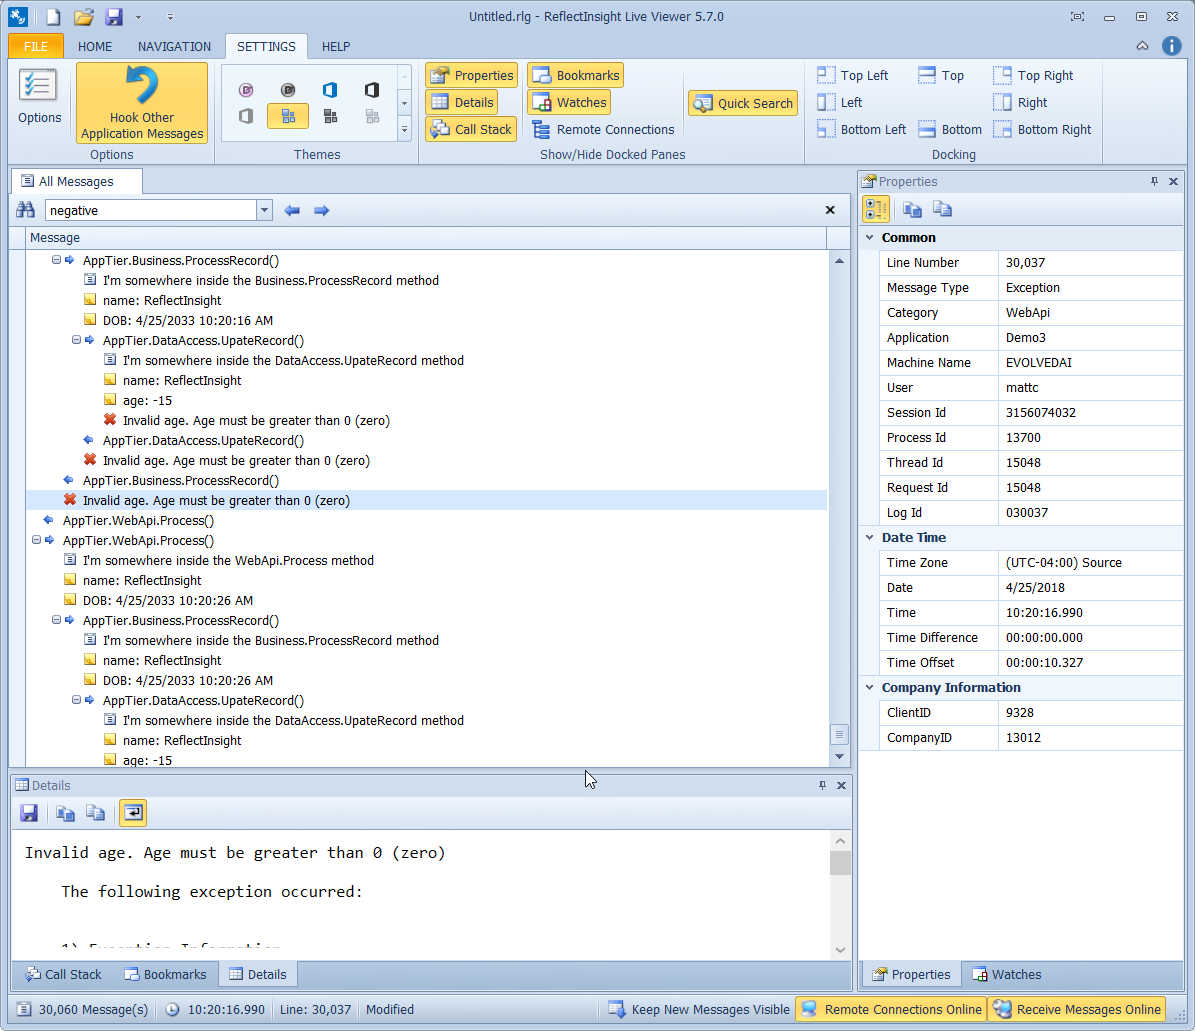 Untitled.rlg - ReflectInsight Live Viewer 5.7.0
FILE HOME NAVIGATION SETTINGS HELP
Options
Hook Other
Application Messages
Options
Themes
Properties
Details
Call Stack
Bookmarks
Watches
Remote Connections
Quick Search
Show/Hide Docked Panes
Top Left
Left
Bottom Left
Top
Bottom
Top Right
Right
Bottom Right
Docking
All Messages
negative
Message
AppTier.Business.ProcessRecord()
I'm somewhere inside the Business.ProcessRecord method
name: ReflectInsight
DOB: 4/25/2033 10:20:16 AM
AppTier.DataAccess.UpateRecord()
I'm somewhere inside the DataAccess.UpateRecord method
name: ReflectInsight
age: -15
Invalid age. Age must be greater than 0 (zero)
AppTier.DataAccess.UpateRecord()
Invalid age. Age must be greater than 0 (zero)
AppTier.Business.ProcessRecord()
Invalid age. Age must be greater than 0 (zero)
AppTier.WebApi.Process()
AppTier.WebApi.Process()
I'm somewhere inside the WebApi.Process method
name: ReflectInsight
DOB: 4/25/2033 10:20:26 AM
AppTier.Business.ProcessRecord()
I'm somewhere inside the Business.ProcessRecord method
name: ReflectInsight
DOB: 4/25/2033 10:20:26 AM
AppTier.DataAccess.UpateRecord()
I'm somewhere inside the DataAccess.UpateRecord method
name: ReflectInsight
age: -15
Details
Invalid age. Age must be greater than 0 (zero)
The following exception occurred:
1) Exception Information
Call Stack Bookmarks Details
Properties
Common
Line Number 30,037
Message Type Exception
Category WebApi
Application Demo3
Machine Name EVOLVEDAI
User mattc
Session Id 3156074032
Process Id 13700
Thread Id 15048
Request Id 15048
Log Id 030037
Date Time
Time Zone (UTC-04:00) Source
Date 4/25/2018
Time 10:20:16.990
Time Difference 00:00:00.000
Time Offset 00:00:10.327
Company Information
ClientID 9328
CompanyID 13012
Properties Watches
30,060 Message(s) 10:20:16.990 Line: 30,037 Modified Keep New Messages Visible Remote Connections Online Receive Messages Online